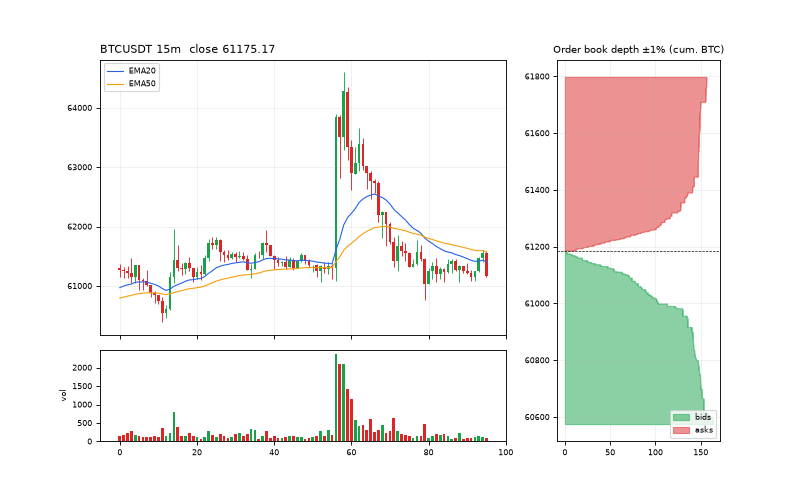 BTCUSDT 15m  close 61175.17
EMA20
EMA50
64000
63000
62000
61000
vol
2000
1500
1000
500
0
0 20 40 60 80 100
Order book depth ±1% (cum. BTC)
61800
61600
61400
61200
61000
60800
60600
bids
asks
0 50 100 150